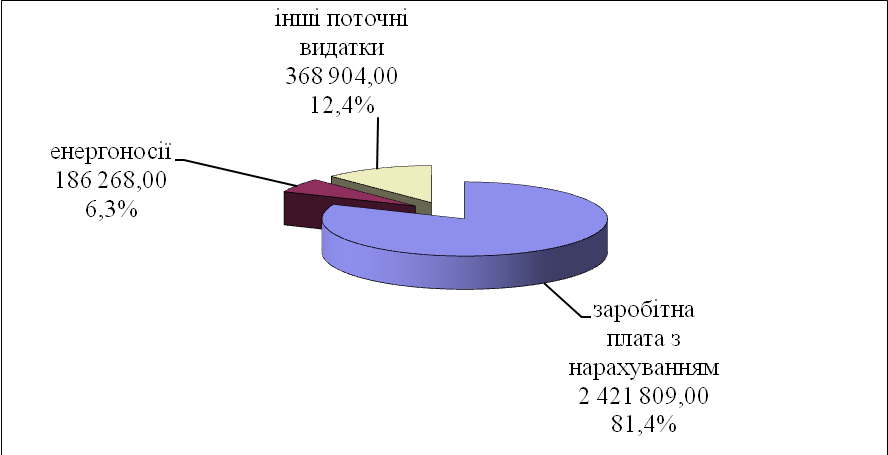 інші поточні
видатки
368 904,00
12,4%
енергоносії
186 268,00
6,3%
заробітна
плата з
нарахуванням
2 421 809,00
81,4%